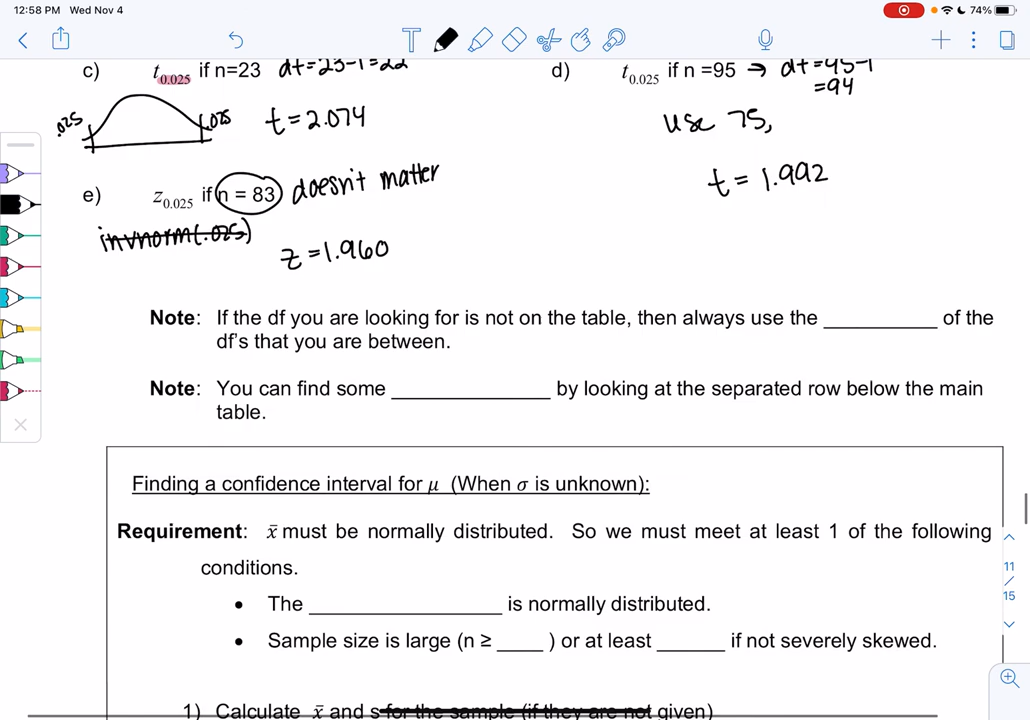 12:58 PM Wed Nov 4
74%
c) t0.025 if n=23 df=23-1=22
d) t0.025 if n =95 → df=95-1
=94
.025 .025 t=2.074
use 75,
t=1.992
e) z0.025 if n = 83 doesn't matter
invnorm(.025)
z=1.960
Note: If the df you are looking for is not on the table, then always use the __________ of the
df's that you are between.
Note: You can find some ______________ by looking at the separated row below the main
table.
Finding a confidence interval for μ (When σ is unknown):
Requirement: x̄ must be normally distributed. So we must meet at least 1 of the following
conditions.
• The _________________ is normally distributed.
• Sample size is large (n ≥ ____ ) or at least ______ if not severely skewed.
1) Calculate x̄ and s for the sample (if they are not given)
11
/
15